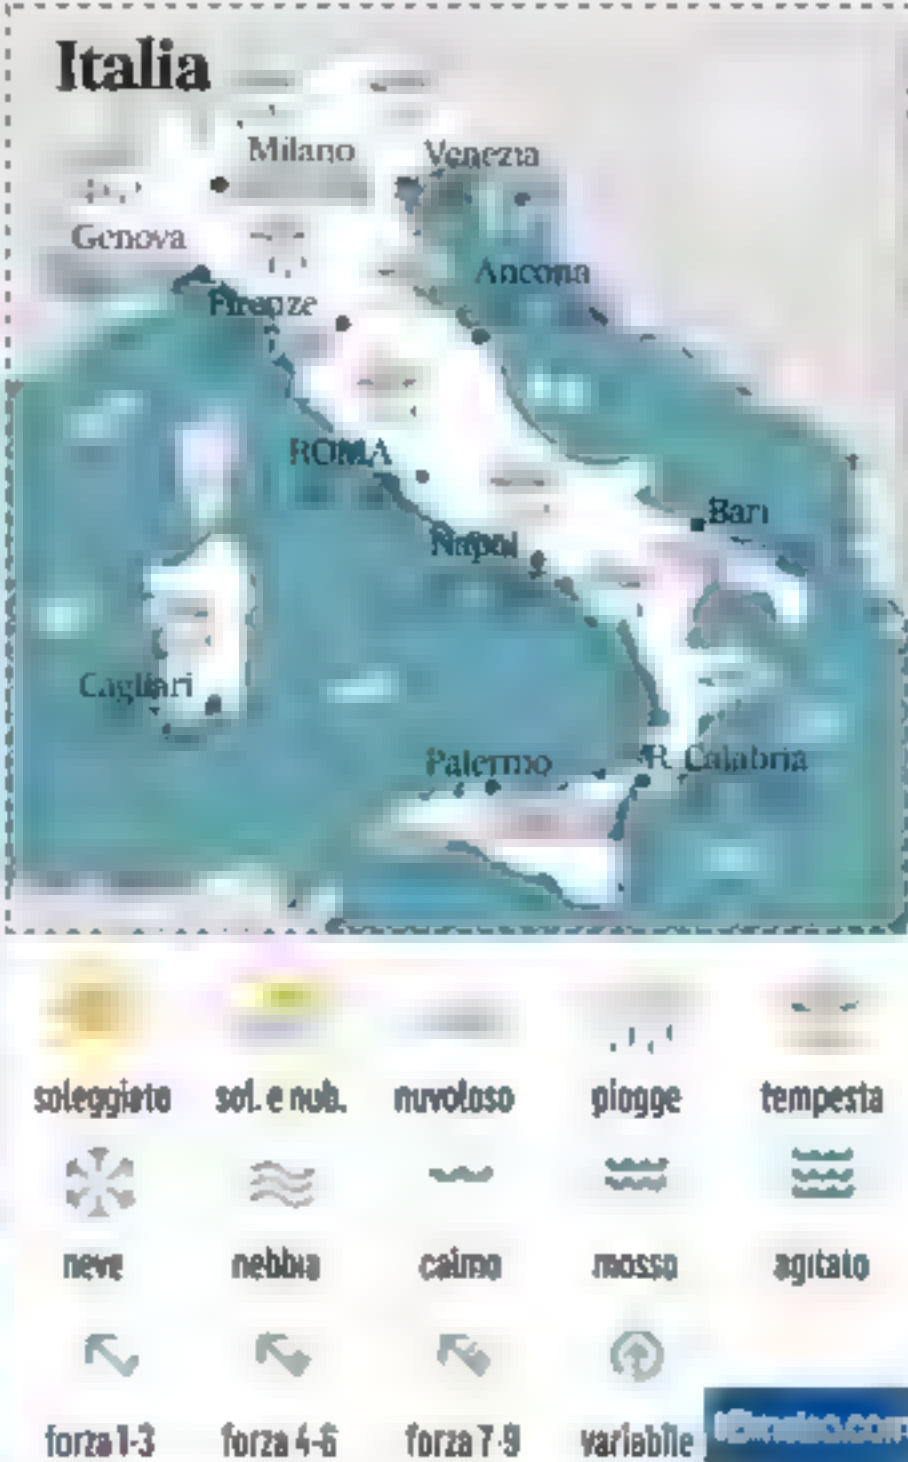 Italia
Milano
Venezia
Genova
Ancona
Firenze
ROMA
Bari
Napoli
Cagliari
Palermo
R. Calabria
soleggiato sol. e nub. nuvoloso piogge tempesta
neve nebbia calmo mosso agitato
forza 1-3 forza 4-6 forza 7-9 variabile